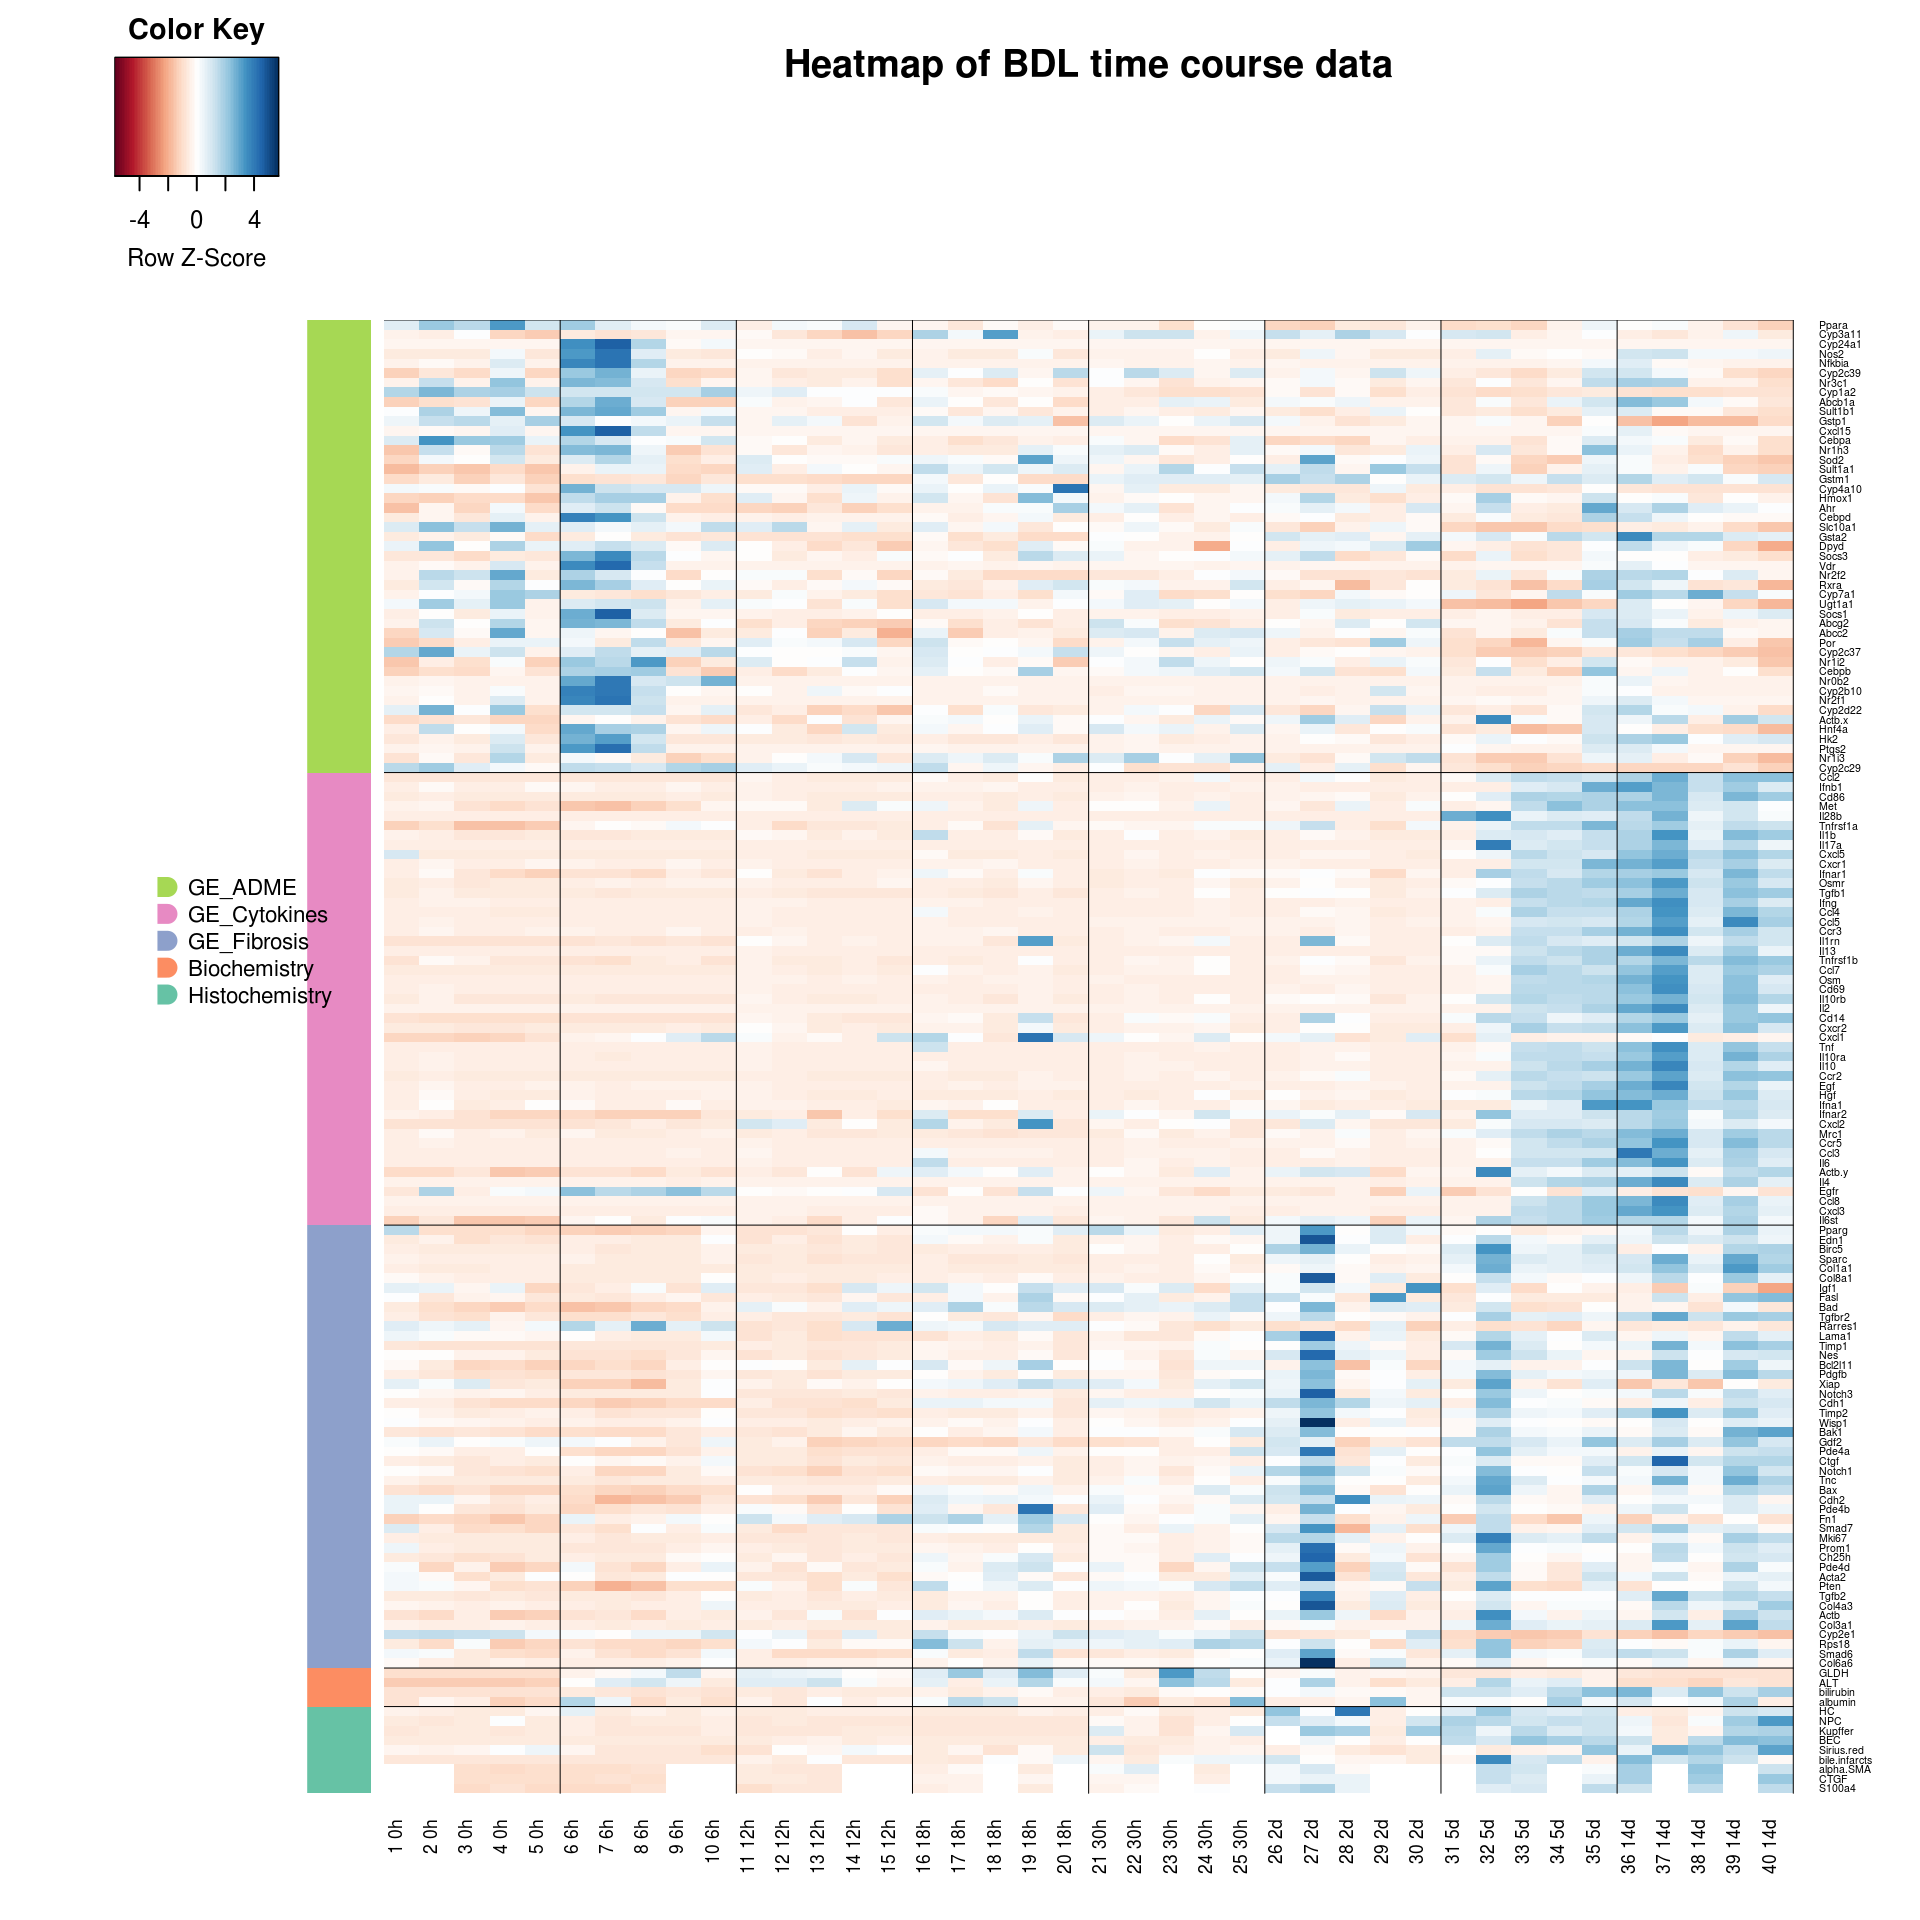 Color Key
Heatmap of BDL time course data
-4 0 4
Row Z-Score
Ppara
Cyp3a11
Cyp24a1
Nos2
Nfkbia
Cyp2c39
Nr3c1
Cyp1a2
Abcb1a
Sult1b1
Gstp1
Cxcl15
Cebpa
Nr1h3
Sod2
Sult1a1
Gstm1
Cyp4a10
Hmox1
Ahr
Cebpd
Slc10a1
Gsta2
Dpyd
Socs3
Vdr
Nr2f2
Rxra
Cyp7a1
Ugt1a1
Socs1
Abcg2
Abcc2
Por
Cyp2c37
Nr1i2
Cebpb
Nr0b2
Cyp2b10
Nr2f1
Cyp2d22
Actb.x
Hnf4a
Hk2
Ptgs2
Nr1i3
Cyp2c29
Ccl2
Ifnb1
Cd86
Met
Il28b
Tnfrsf1a
Il1b
Il17a
Cxcl5
Cxcr1
Ifnar1
Osmr
Tgfb1
Ifng
Ccl4
Ccl5
Ccr3
Il1rn
Il13
Tnfrsf1b
Ccl7
Osm
Cd69
Il10rb
Il2
Cd14
Cxcr2
Cxcl1
Tnf
Il10ra
Il10
Ccr2
Egf
Hgf
Ifna1
Ifnar2
Cxcl2
Mrc1
Ccr5
Ccl3
Il6
Actb.y
Il4
Egfr
Ccl8
Cxcl3
Il6st
Pparg
Edn1
Birc5
Sparc
Col1a1
Col8a1
Igf1
Fasl
Bad
Tgfbr2
Rarres1
Lama1
Timp1
Nes
Bcl2l11
Pdgfb
Xiap
Notch3
Cdh1
Timp2
Wisp1
Bak1
Gdf2
Pde4a
Ctgf
Notch1
Tnc
Bax
Cdh2
Pde4b
Fn1
Smad7
Mki67
Prom1
Ch25h
Pde4d
Acta2
Pten
Tgfb2
Col4a3
Actb
Col3a1
Cyp2e1
Rps18
Smad6
Col6a6
GLDH
ALT
bilirubin
albumin
HC
NPC
Kupffer
BEC
Sirius.red
bile.infarcts
alpha.SMA
CTGF
S100a4
GE_ADME
GE_Cytokines
GE_Fibrosis
Biochemistry
Histochemistry
1 0h
2 0h
3 0h
4 0h
5 0h
6 6h
7 6h
8 6h
9 6h
10 6h
11 12h
12 12h
13 12h
14 12h
15 12h
16 18h
17 18h
18 18h
19 18h
20 18h
21 30h
22 30h
23 30h
24 30h
25 30h
26 2d
27 2d
28 2d
29 2d
30 2d
31 5d
32 5d
33 5d
34 5d
35 5d
36 14d
37 14d
38 14d
39 14d
40 14d